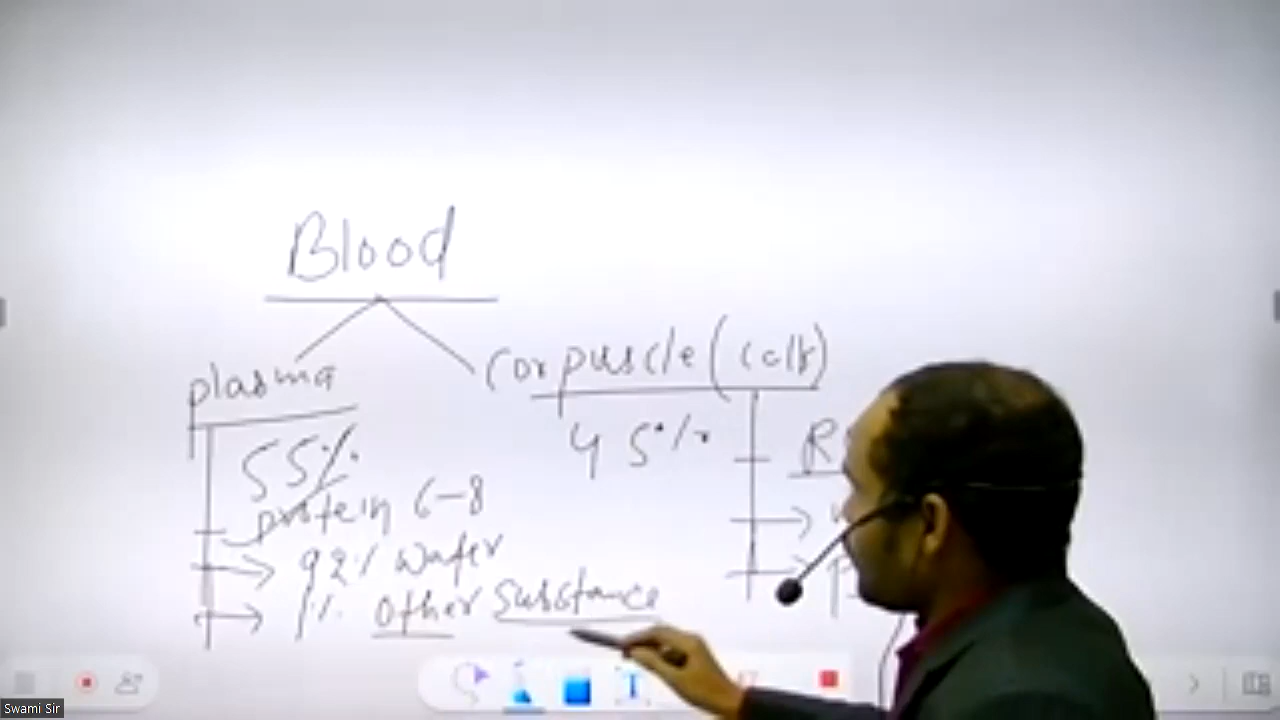 Blood
plasma
Corpuscle (cells)
55%
45%
R
protein 6-8
92% water
1% other substance
P
Swami Sir